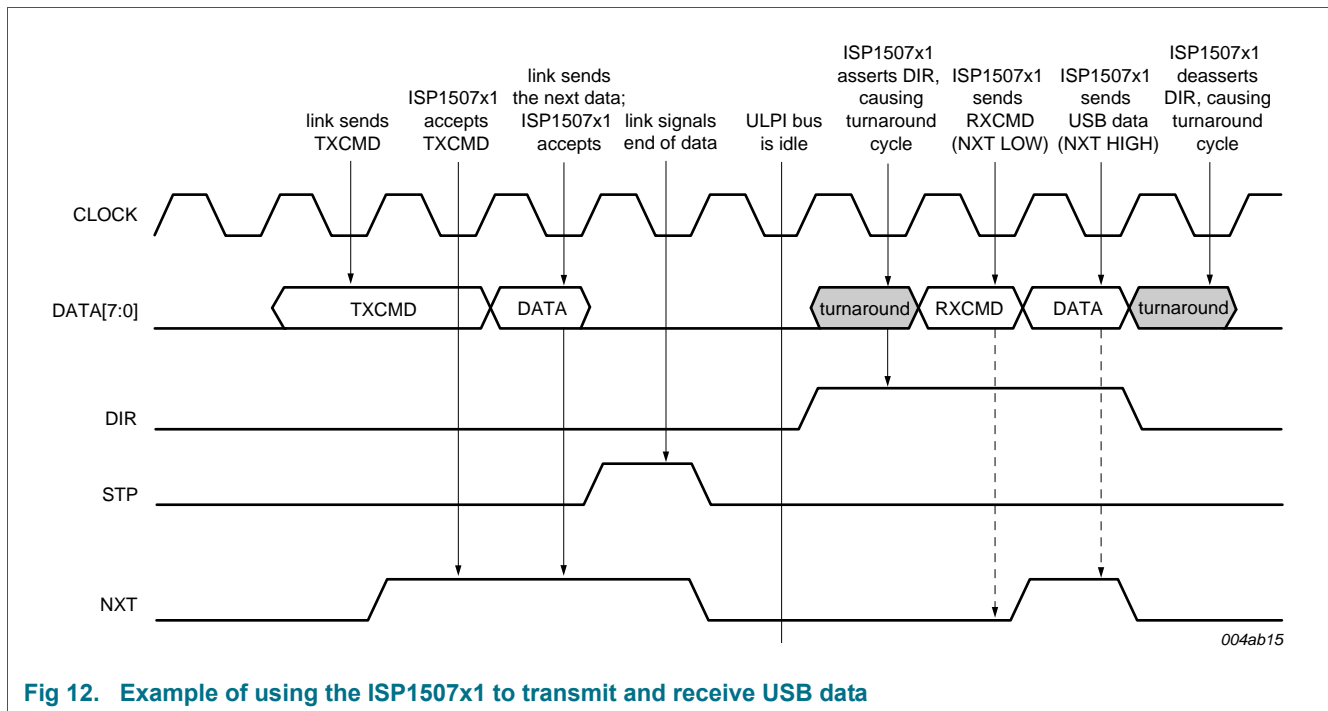 link sends
TXCMD
ISP1507x1
accepts
TXCMD
link sends
the next data;
ISP1507x1
accepts
link signals
end of data
ULPI bus
is idle
ISP1507x1
asserts DIR,
causing
turnaround
cycle
ISP1507x1
sends
RXCMD
(NXT LOW)
ISP1507x1
sends
USB data
(NXT HIGH)
ISP1507x1
deasserts
DIR, causing
turnaround
cycle
CLOCK
DATA[7:0]
TXCMD
DATA
turnaround
RXCMD
DATA
turnaround
DIR
STP
NXT
004ab15
Fig 12. Example of using the ISP1507x1 to transmit and receive USB data